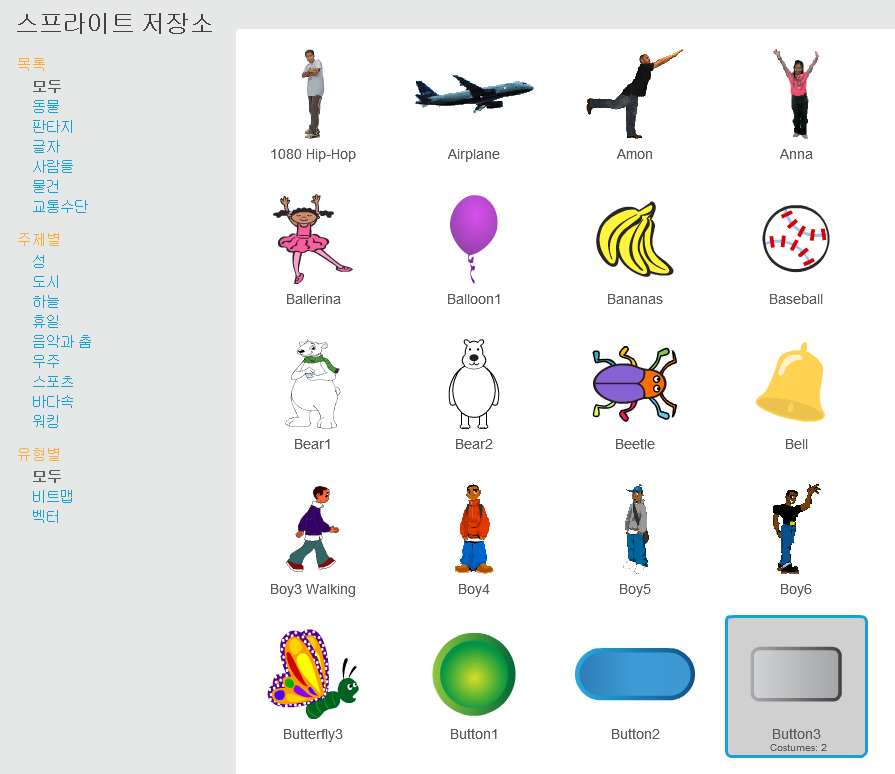 스프라이트 저장소
목록
모두
동물
판타지
글자
사람들
물건
교통수단
주제별
성
도시
하늘
휴일
음악과 춤
우주
스포츠
바다속
워킹
유형별
모두
비트맵
벡터
1080 Hip-Hop
Airplane
Amon
Anna
Ballerina
Balloon1
Bananas
Baseball
Bear1
Bear2
Beetle
Bell
Boy3 Walking
Boy4
Boy5
Boy6
Butterfly3
Button1
Button2
Button3
Costumes: 2